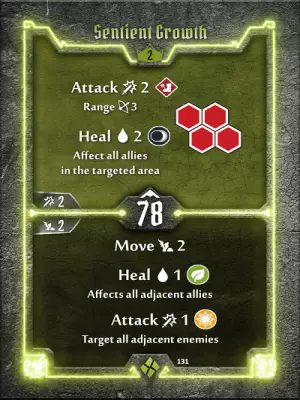 Sentient Growth
2
Attack 2
Range 3
Heal 2
Affect all allies
in the targeted area
2
2
78
Move 2
Heal 1
Affects all adjacent allies
Attack 1
Target all adjacent enemies
131